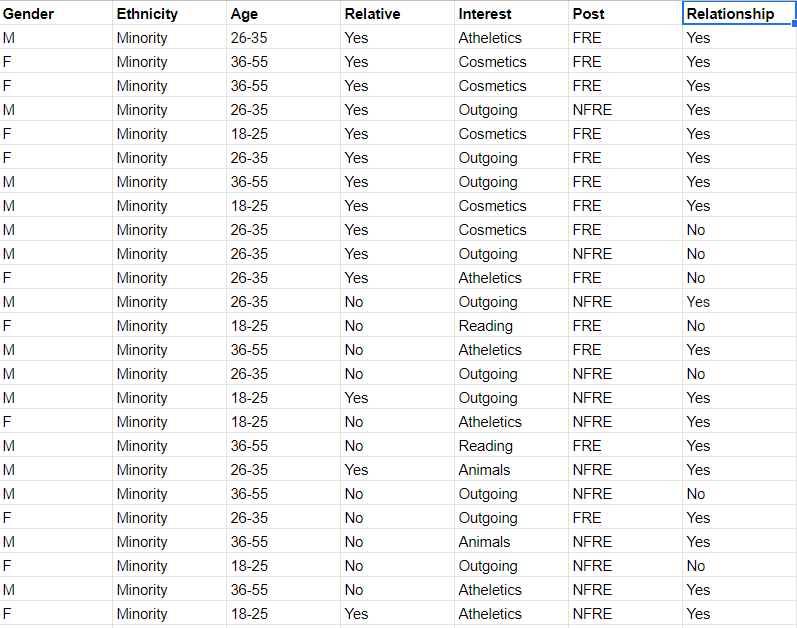 Gender Ethnicity Age Relative Interest Post Relationship
M Minority 26-35 Yes Atheletics FRE Yes
F Minority 36-55 Yes Cosmetics FRE Yes
F Minority 36-55 Yes Cosmetics FRE Yes
M Minority 26-35 Yes Outgoing NFRE Yes
F Minority 18-25 Yes Cosmetics FRE Yes
F Minority 26-35 Yes Outgoing FRE Yes
M Minority 36-55 Yes Outgoing FRE Yes
M Minority 18-25 Yes Cosmetics FRE Yes
M Minority 26-35 Yes Cosmetics FRE No
M Minority 26-35 Yes Outgoing NFRE No
F Minority 26-35 Yes Atheletics FRE No
M Minority 26-35 No Outgoing NFRE Yes
F Minority 18-25 No Reading FRE No
M Minority 36-55 No Atheletics FRE Yes
M Minority 26-35 No Outgoing NFRE No
M Minority 18-25 Yes Outgoing NFRE Yes
F Minority 18-25 No Atheletics NFRE Yes
M Minority 36-55 No Reading FRE Yes
M Minority 26-35 Yes Animals NFRE Yes
M Minority 36-55 No Outgoing NFRE No
F Minority 26-35 No Outgoing FRE Yes
M Minority 36-55 No Animals NFRE Yes
F Minority 18-25 No Outgoing NFRE No
M Minority 36-55 No Atheletics NFRE Yes
F Minority 18-25 Yes Atheletics NFRE Yes